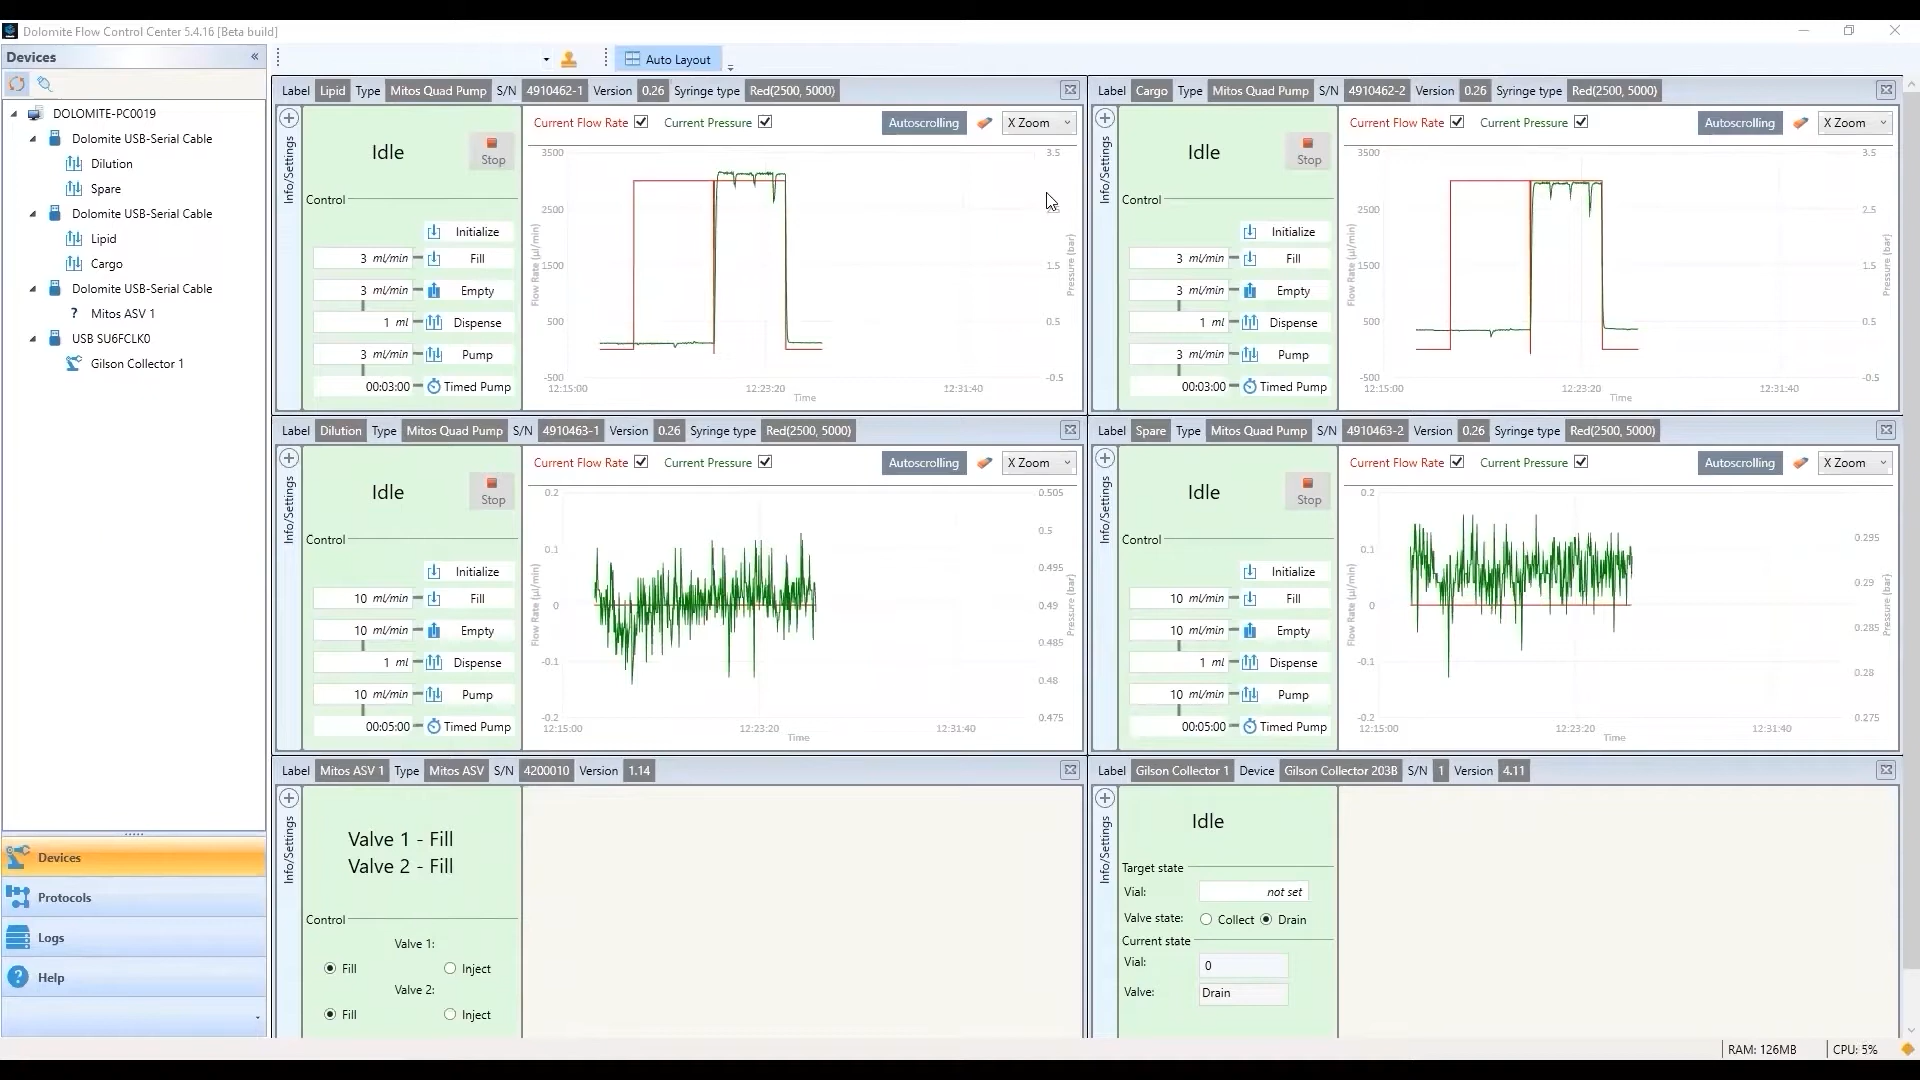 Dolomite Flow Control Center 5.4.16 [Beta build]
Devices «
Auto Layout
DOLOMITE-PC0019
Dolomite USB-Serial Cable
Dilution
Spare
Dolomite USB-Serial Cable
Lipid
Cargo
Dolomite USB-Serial Cable
? Mitos ASV 1
USB SU6FCLK0
Gilson Collector 1
Devices
Protocols
Logs
? Help
Label Lipid Type Mitos Quad Pump S/N 4910462-1 Version 0.26 Syringe type Red(2500, 5000)
Info/Settings
Idle
Stop
Control
Initialize
3 ml/min Fill
3 ml/min Empty
1 ml Dispense
3 ml/min Pump
00:03:00 Timed Pump
Current Flow Rate Current Pressure Autoscrolling X Zoom
3500 3.5
2500 2.5
1500 1.5
500 0.5
-500 -0.5
Flow Rate (µl/min)
Pressure (bar)
12:15:00 12:23:20 12:31:40
Time
Label Cargo Type Mitos Quad Pump S/N 4910462-2 Version 0.26 Syringe type Red(2500, 5000)
Info/Settings
Idle
Stop
Control
Initialize
3 ml/min Fill
3 ml/min Empty
1 ml Dispense
3 ml/min Pump
00:03:00 Timed Pump
Current Flow Rate Current Pressure Autoscrolling X Zoom
3500 3.5
2500 2.5
1500 1.5
500 0.5
-500 -0.5
Flow Rate (µl/min)
Pressure (bar)
12:15:00 12:23:20 12:31:40
Time
Label Dilution Type Mitos Quad Pump S/N 4910463-1 Version 0.26 Syringe type Red(2500, 5000)
Info/Settings
Idle
Stop
Control
Initialize
10 ml/min Fill
10 ml/min Empty
1 ml Dispense
10 ml/min Pump
00:05:00 Timed Pump
Current Flow Rate Current Pressure Autoscrolling X Zoom
0.2 0.505
0.5
0.1 0.495
0 0.49
0.485
-0.1
0.48
-0.2 0.475
Flow Rate (µl/min)
Pressure (bar)
12:15:00 12:23:20 12:31:40
Time
Label Spare Type Mitos Quad Pump S/N 4910463-2 Version 0.26 Syringe type Red(2500, 5000)
Info/Settings
Idle
Stop
Control
Initialize
10 ml/min Fill
10 ml/min Empty
1 ml Dispense
10 ml/min Pump
00:05:00 Timed Pump
Current Flow Rate Current Pressure Autoscrolling X Zoom
0.2
0.295
0.1
0.29
0
0.285
-0.1
0.28
-0.2 0.275
Flow Rate (µl/min)
Pressure (bar)
12:15:00 12:23:20 12:31:40
Time
Label Mitos ASV 1 Type Mitos ASV S/N 4200010 Version 1.14
Info/Settings
Valve 1 - Fill
Valve 2 - Fill
Control
Valve 1:
Fill Inject
Valve 2:
Fill Inject
Label Gilson Collector 1 Device Gilson Collector 203B S/N 1 Version 4.11
Info/Settings
Idle
Target state
Vial: not set
Valve state: Collect Drain
Current state
Vial: 0
Valve: Drain
RAM: 126MB CPU: 5%